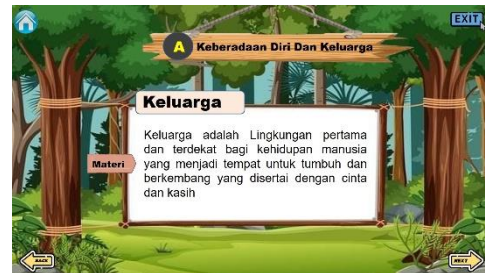 EXIT
A Keberadaan Diri Dan Keluarga
Keluarga
Keluarga adalah Lingkungan pertama
dan terdekat bagi kehidupan manusia
Materi
yang menjadi tempat untuk tumbuh dan
berkembang yang disertai dengan cinta
dan kasih
BACK
NEXT